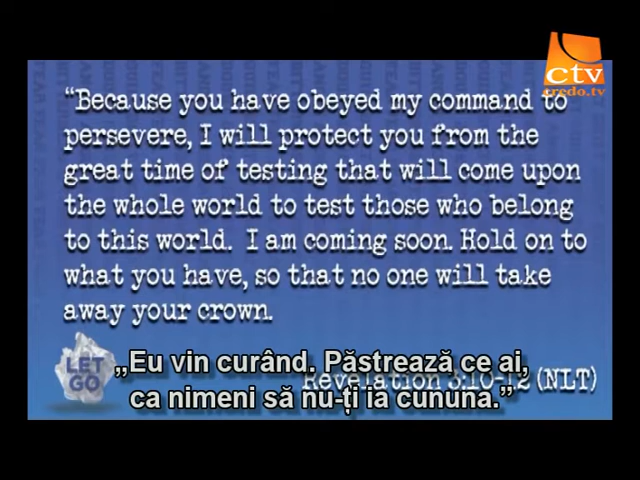 ctv
credo.tv
“Because you have obeyed my command to
persevere, I will protect you from the
great time of testing that will come upon
the whole world to test those who belong
to this world. I am coming soon. Hold on to
what you have, so that no one will take
away your crown.
LET
GO
„Eu vin curând. Păstrează ce ai,
Revelation 3:10-12 (NLT)
ca nimeni să nu-ți ia cununa.”